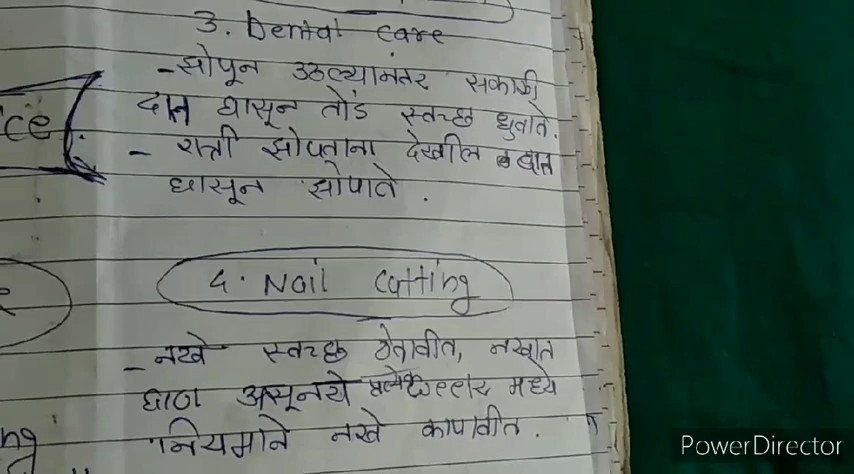 3. Dental care
- झोपून उठल्यानंतर सकाळी
दात घासून तोंड स्वच्छ धुवावे.
- रात्री झोपताना देखील दात
घासून झोपावे.
4. Nail Cutting
- नखे स्वच्छ ठेवावीत, नखात
घाण असूनये प्रत्येक week मध्ये
नियमाने नखे कापावीत.
PowerDirector